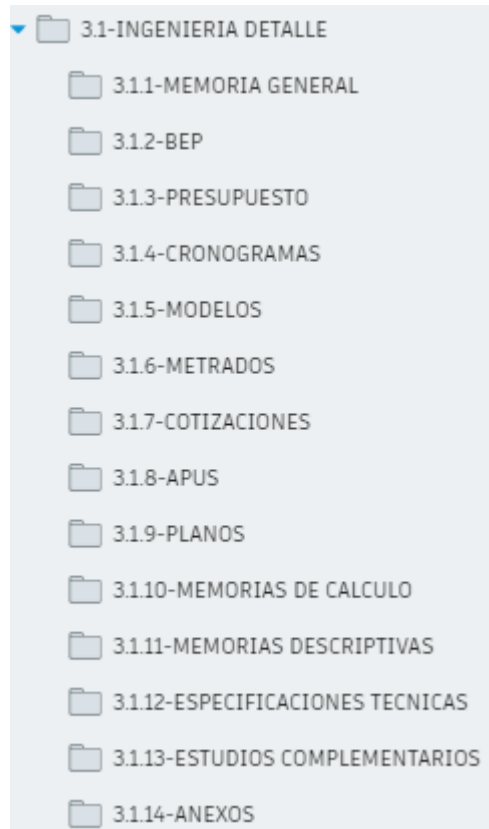 3.1-INGENIERIA DETALLE
3.1.1-MEMORIA GENERAL
3.1.2-BEP
3.1.3-PRESUPUESTO
3.1.4-CRONOGRAMAS
3.1.5-MODELOS
3.1.6-METRADOS
3.1.7-COTIZACIONES
3.1.8-APUS
3.1.9-PLANOS
3.1.10-MEMORIAS DE CALCULO
3.1.11-MEMORIAS DESCRIPTIVAS
3.1.12-ESPECIFICACIONES TECNICAS
3.1.13-ESTUDIOS COMPLEMENTARIOS
3.1.14-ANEXOS